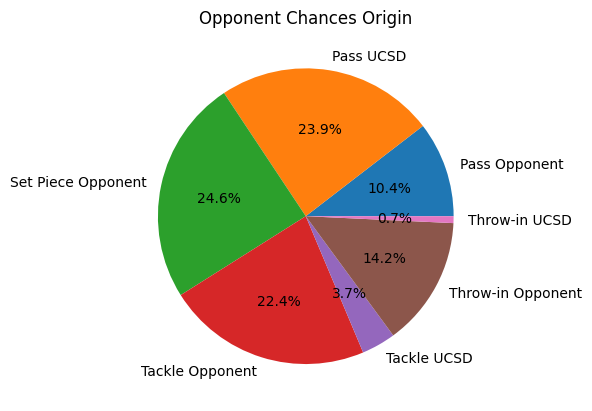 Opponent Chances Origin
Pass UCSD
23.9%
Pass Opponent
10.4%
Set Piece Opponent
24.6%
Throw-in UCSD
0.7%
14.2%
Throw-in Opponent
3.7%
22.4%
Tackle UCSD
Tackle Opponent